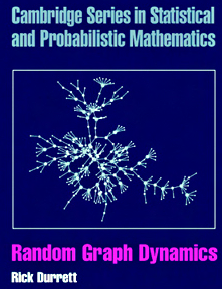 Cambridge Series in Statistical
and Probabilistic Mathematics
Random Graph Dynamics
Rick Durrett